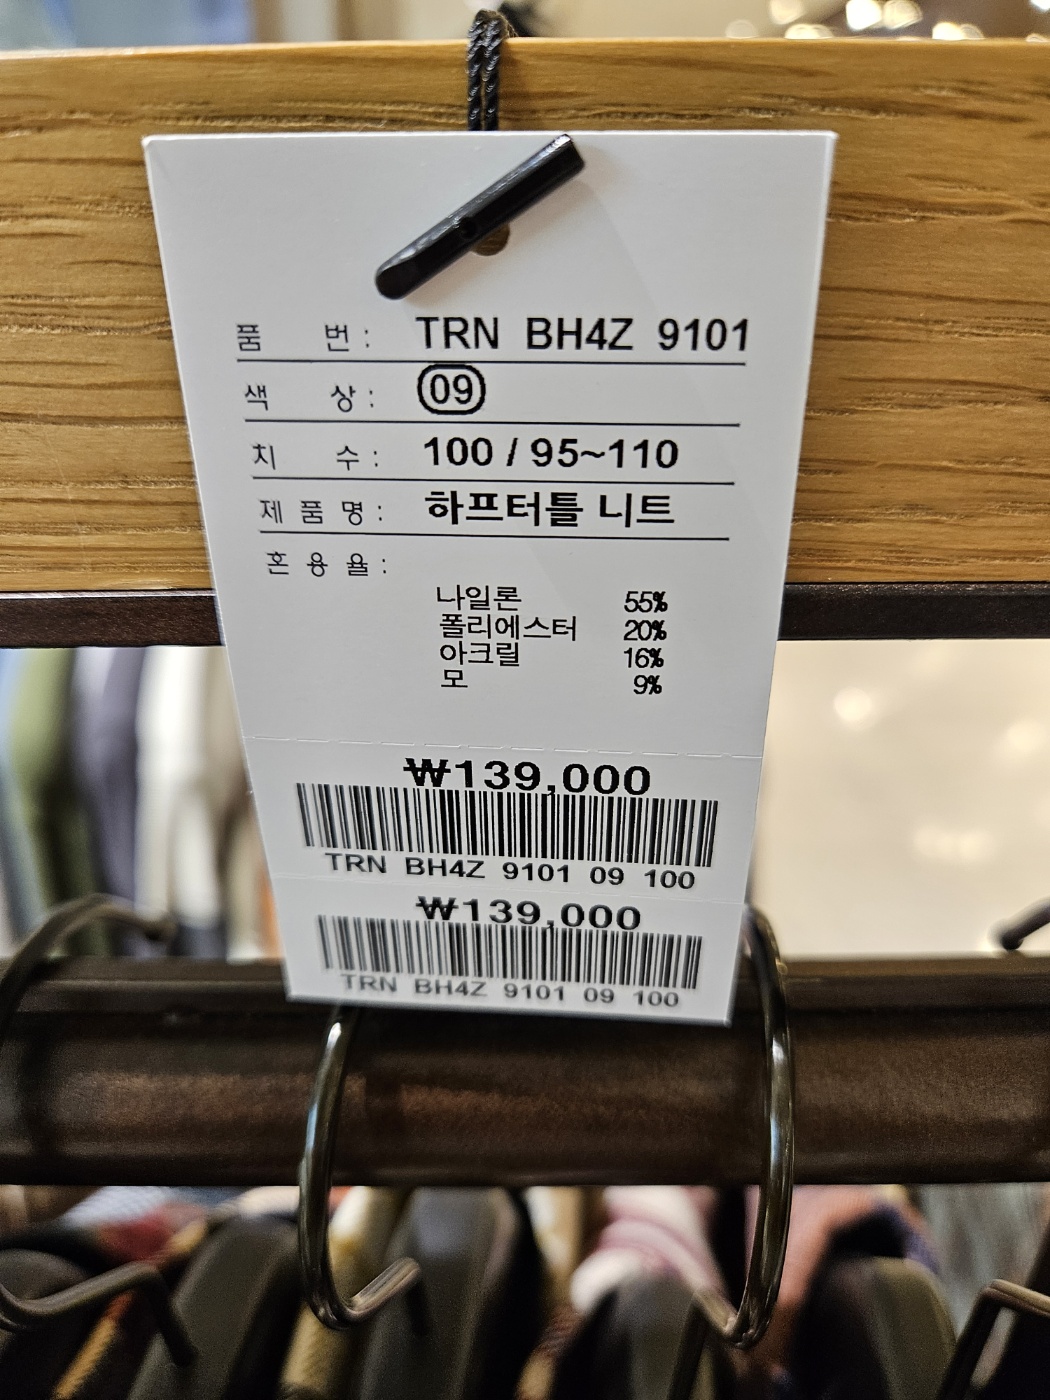 품 번 : TRN BH4Z 9101
색 상 : 09
치 수 : 100 / 95~110
제 품 명 : 하프터틀 니트
혼 용 율 :
나일론 55%
폴리에스터 20%
아크릴 16%
모 9%
₩139,000
TRN BH4Z 9101 09 100
₩139,000
TRN BH4Z 9101 09 100